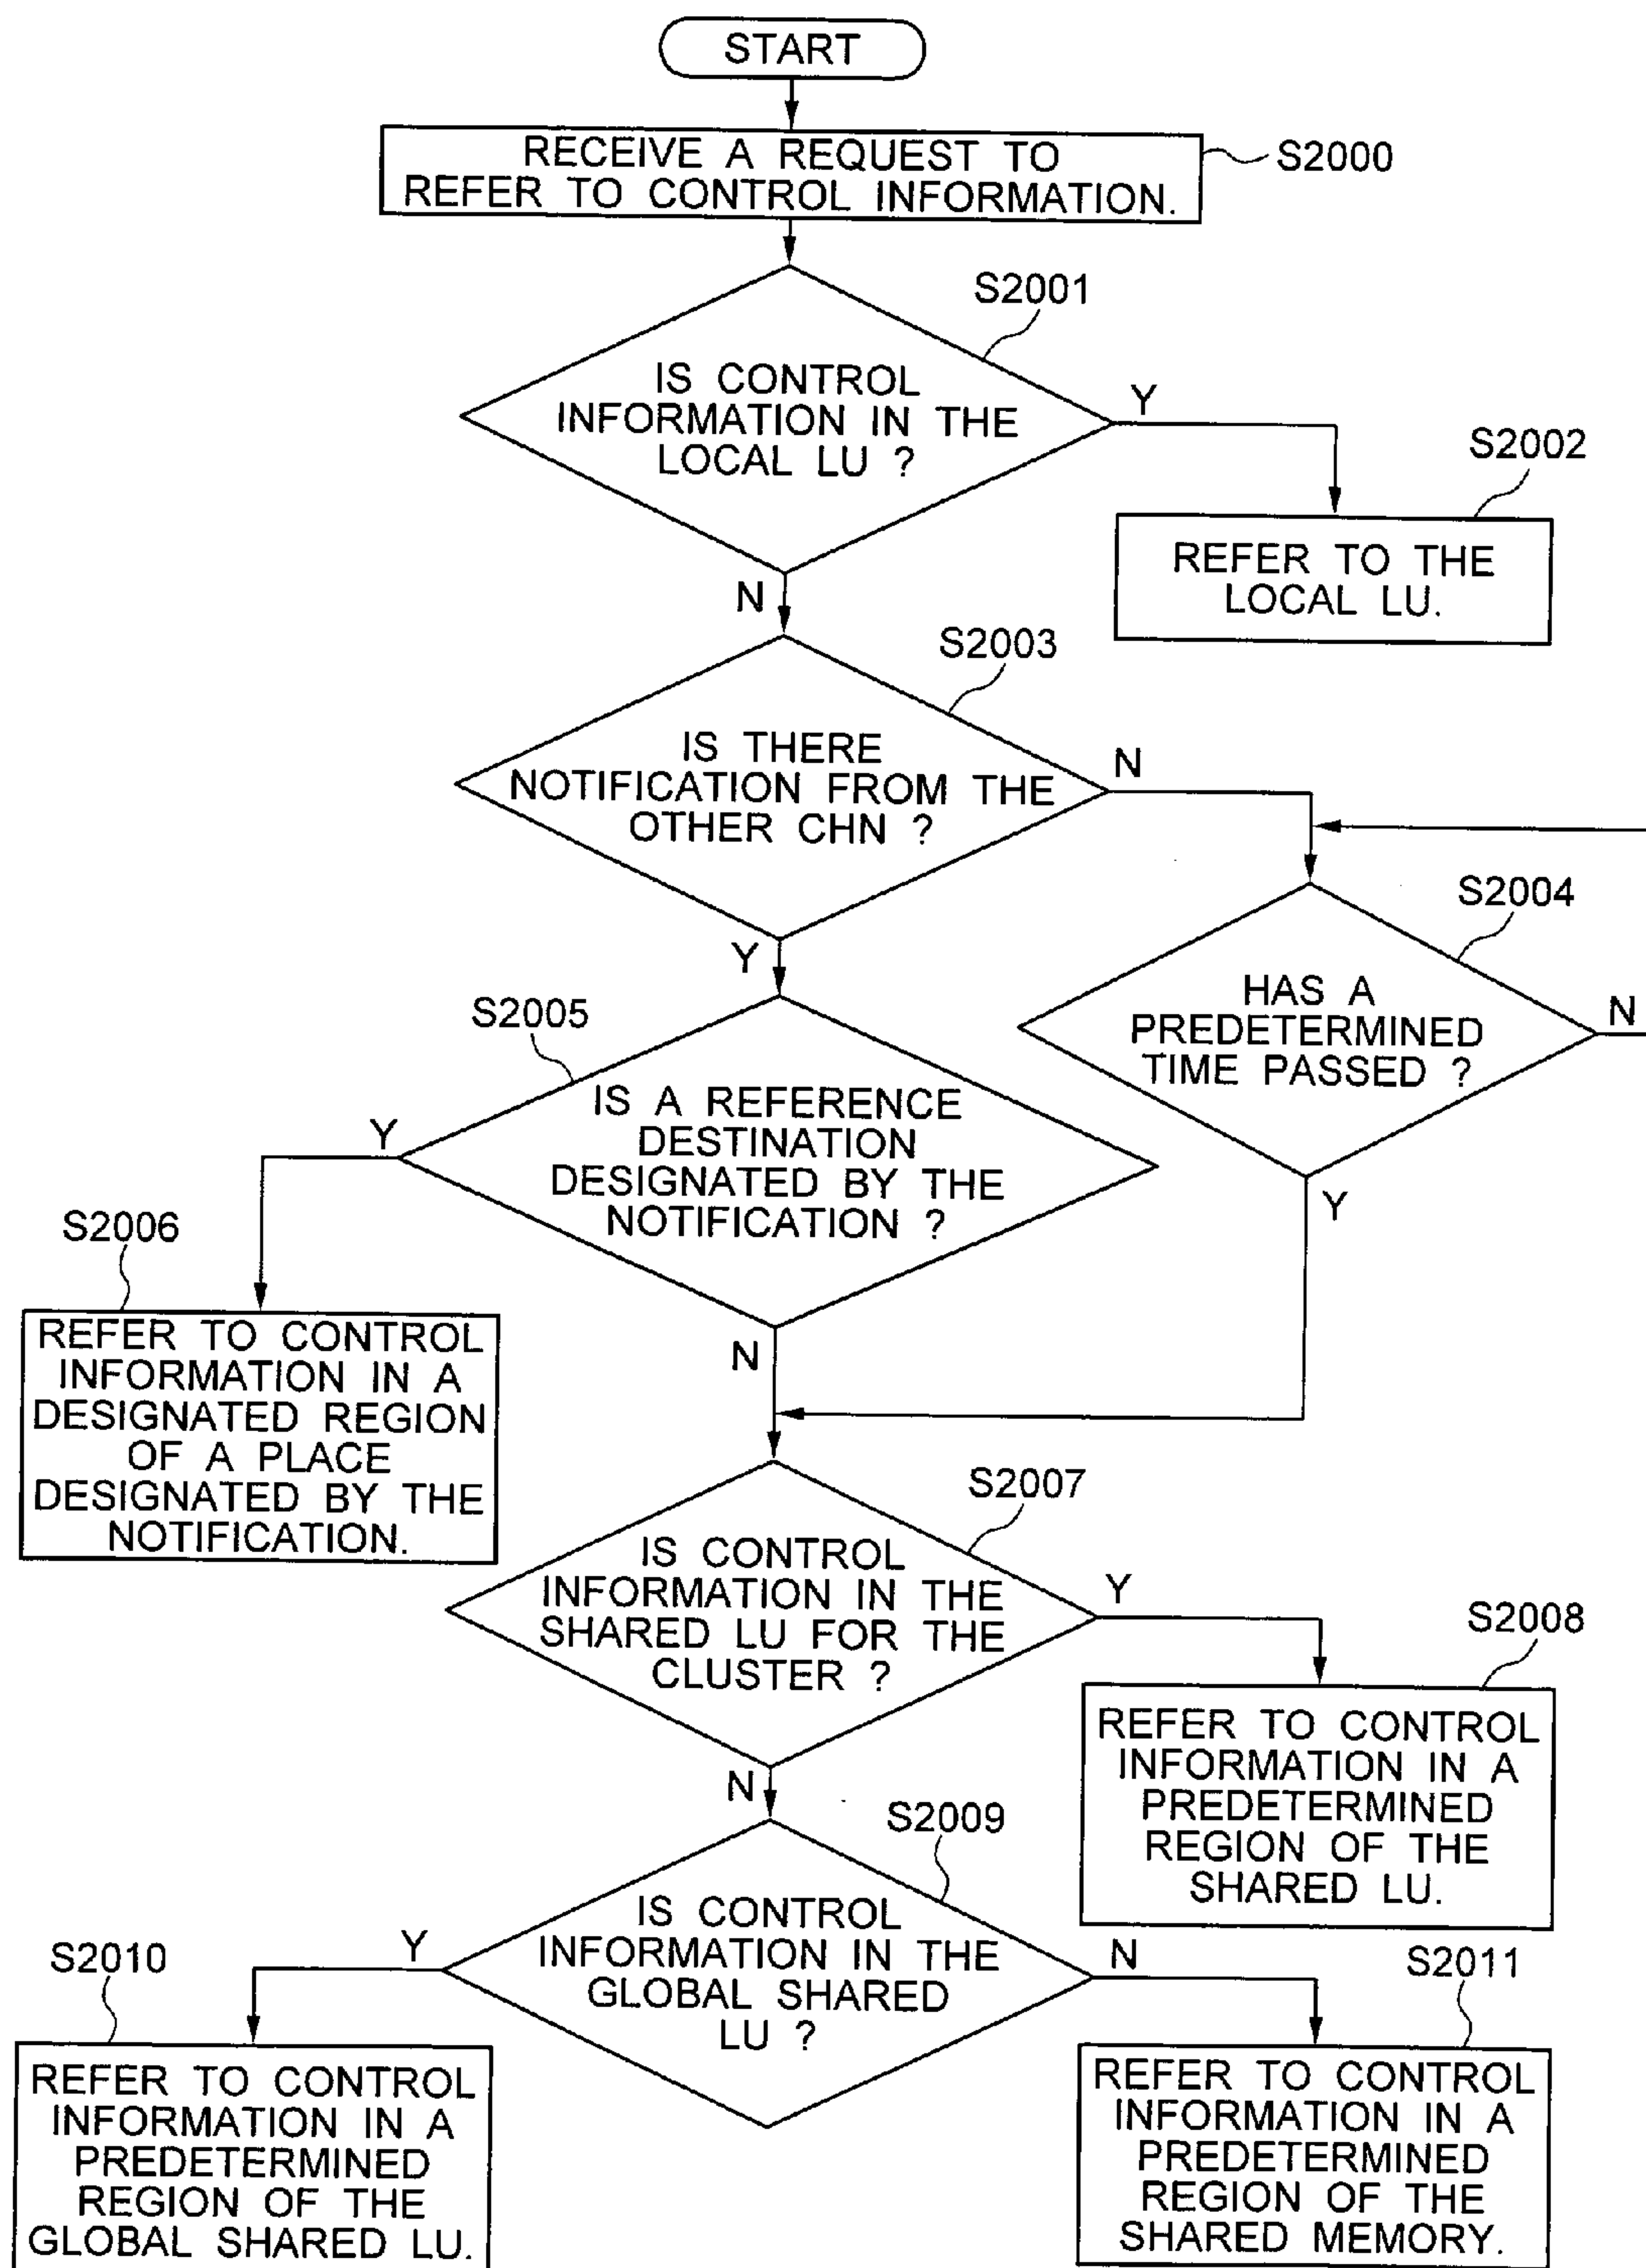 START
RECEIVE A REQUEST TO
REFER TO CONTROL INFORMATION.
S2000
S2001
IS CONTROL
INFORMATION IN THE
LOCAL LU ?
Y
N
S2002
REFER TO THE
LOCAL LU.
S2003
IS THERE
NOTIFICATION FROM THE
OTHER CHN ?
N
Y
S2004
HAS A
PREDETERMINED
TIME PASSED ?
N
Y
S2005
IS A REFERENCE
DESTINATION
DESIGNATED BY THE
NOTIFICATION ?
Y
N
S2006
REFER TO CONTROL
INFORMATION IN A
DESIGNATED REGION
OF A PLACE
DESIGNATED BY THE
NOTIFICATION.
S2007
IS CONTROL
INFORMATION IN THE
SHARED LU FOR THE
CLUSTER ?
Y
N
S2008
REFER TO CONTROL
INFORMATION IN A
PREDETERMINED
REGION OF THE
SHARED LU.
S2009
IS CONTROL
INFORMATION IN THE
GLOBAL SHARED
LU ?
Y
N
S2010
REFER TO CONTROL
INFORMATION IN A
PREDETERMINED
REGION OF THE
GLOBAL SHARED LU.
S2011
REFER TO CONTROL
INFORMATION IN A
PREDETERMINED
REGION OF THE
SHARED MEMORY.